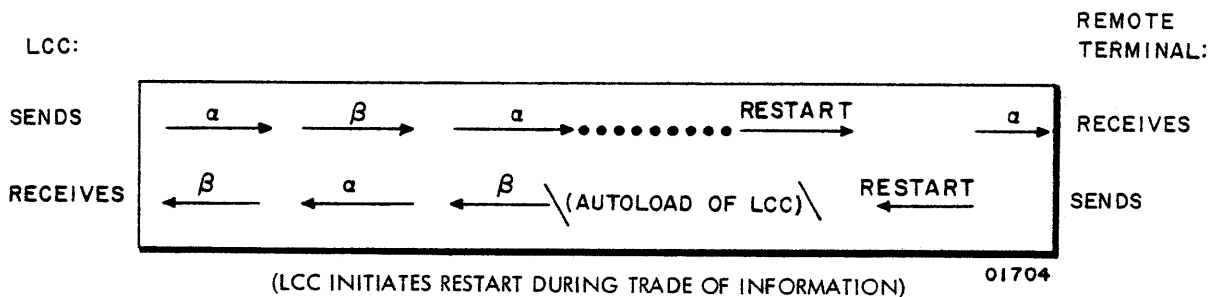 LCC:
REMOTE
TERMINAL:
SENDS α β α RESTART α RECEIVES
RECEIVES β α β \(AUTOLOAD OF LCC)\ RESTART SENDS
01704
(LCC INITIATES RESTART DURING TRADE OF INFORMATION)